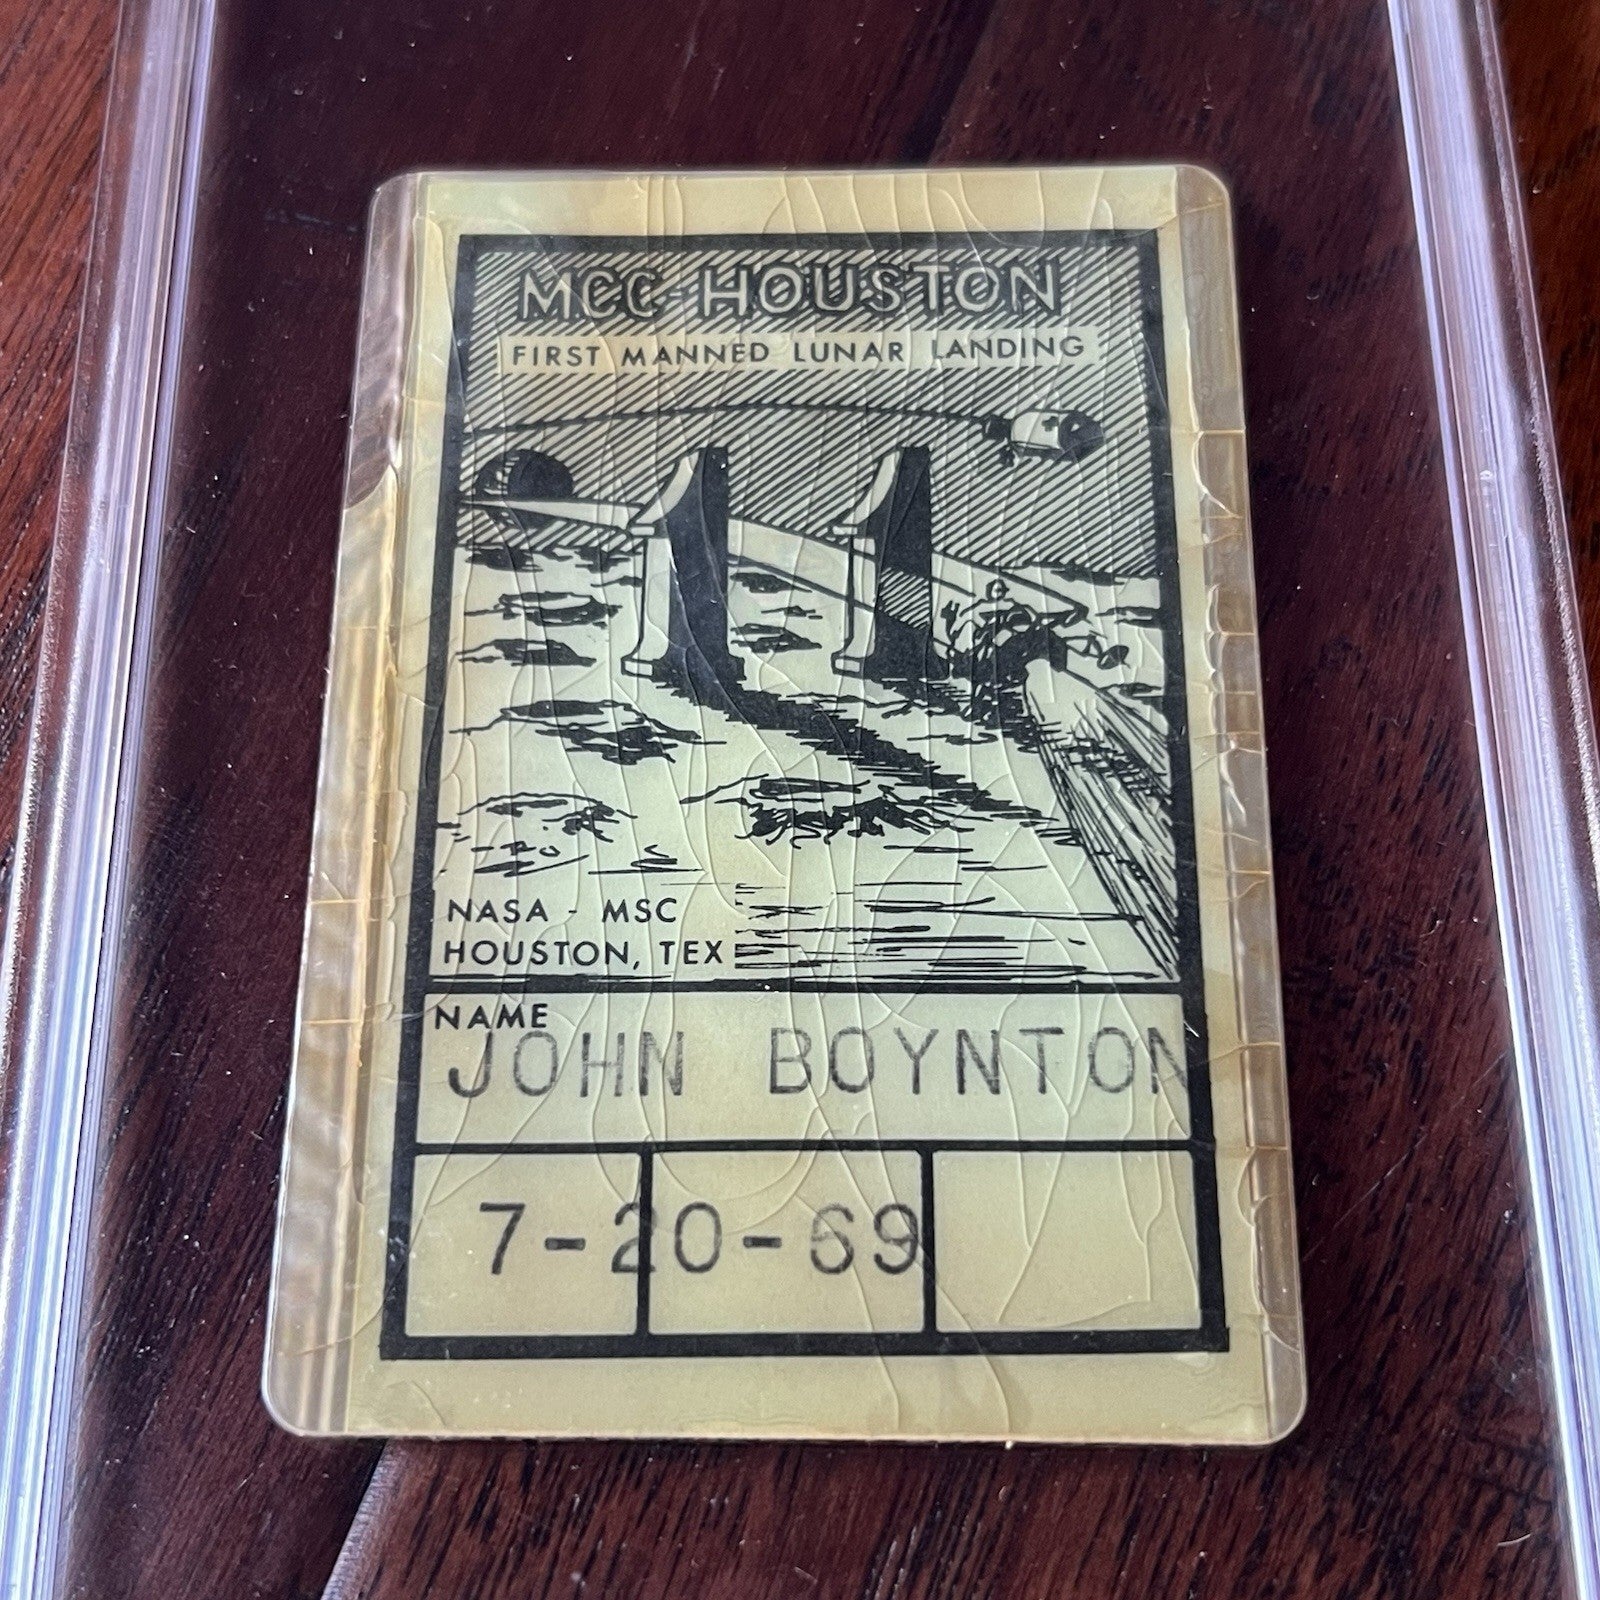 MCC-HOUSTON
FIRST MANNED LUNAR LANDING
NASA - MSC
HOUSTON, TEX
NAME
JOHN BOYNTON
7-20-69